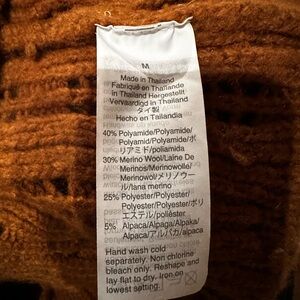 M
Made in Thailand
Fabriqué en Thaïlande
in Thailand Hergestellt
Vervaardigd in Thailand
タイ製
Hecho en Tailandia
40% Polyamide/Polyamide/
Polyamid/Polyamide/ポ
リアミド/poliamida
30% Merino Wool/Laine De
Merinos/Merinowolle/
Merinowol/メリノウー
ル/lana merino
25% Polyester/Polyester/
Polyester/Polyester/ポリ
エステル/poliéster
5% Alpaca/Alpaga/Alpaka/
Alpaca/アルパカ/alpaca
Hand wash cold
separately. Non chlorine
bleach only. Reshape and
lay flat to dry. Iron on
lowest setting.